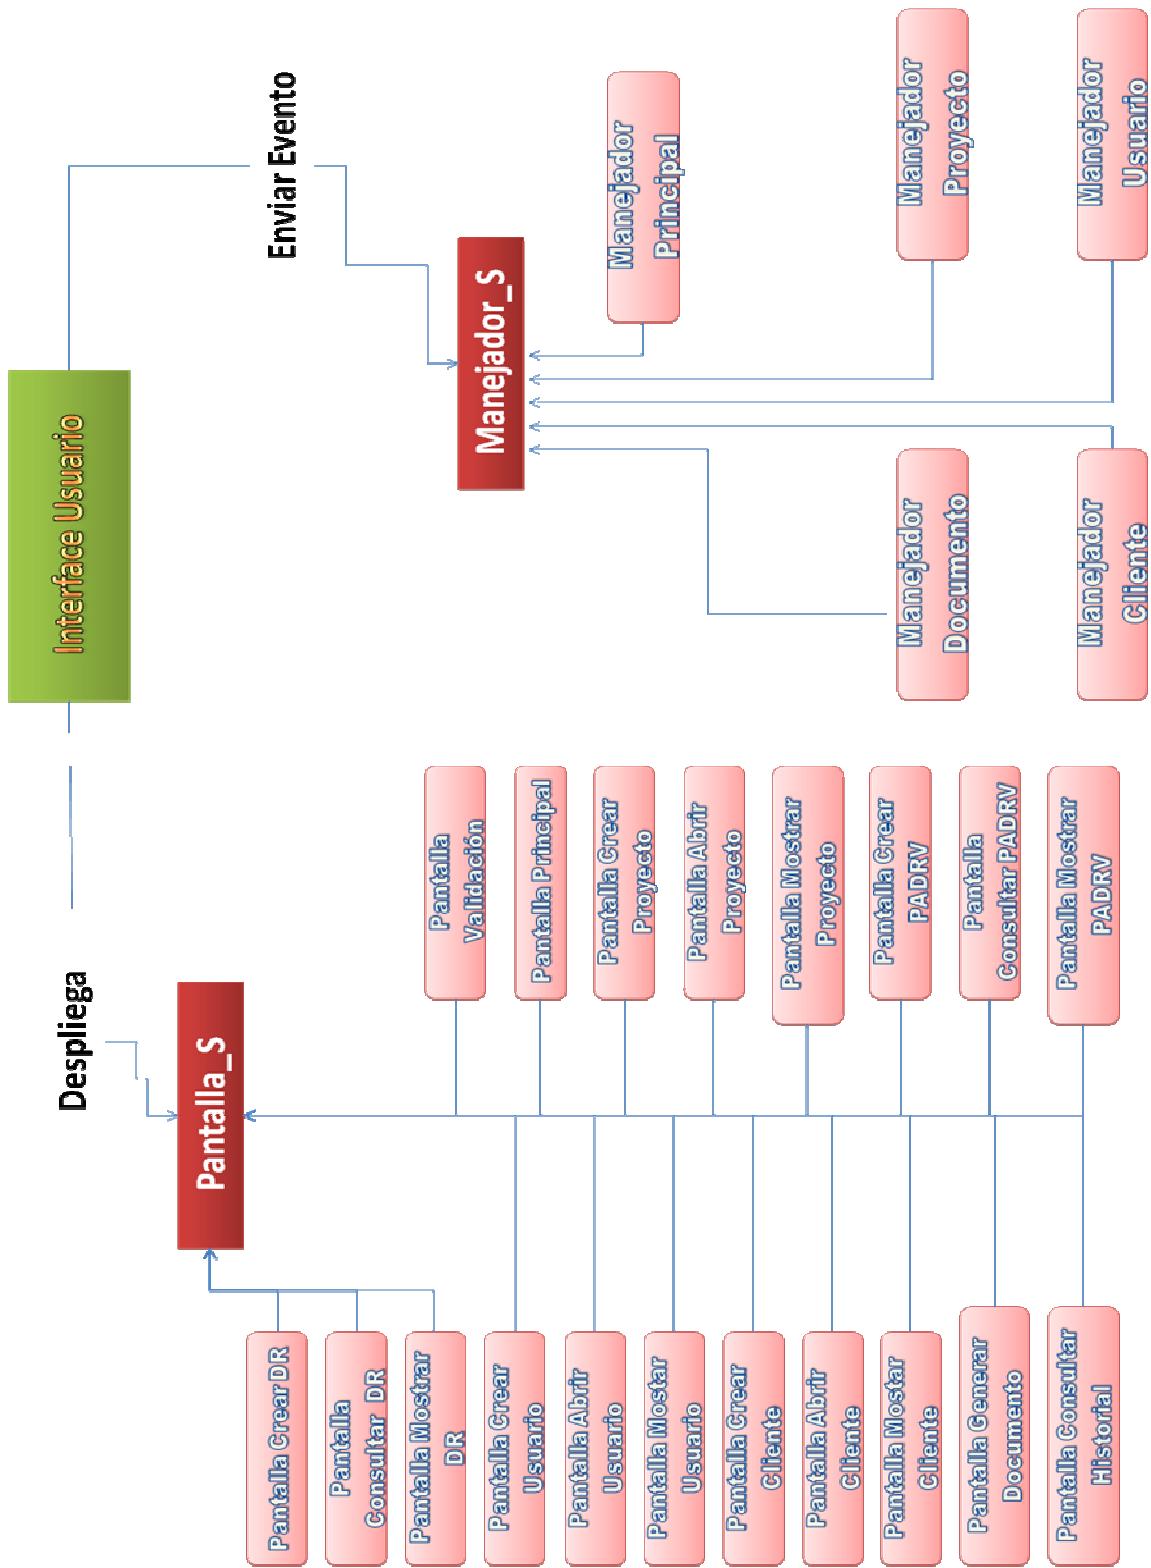 Interface Usuario
Despliega
Enviar Evento
Pantalla_S
Manejador_S
Pantalla Crear DR
Pantalla
Consultar DR
Pantalla Mostrar
DR
Pantalla Crear
Usuario
Pantalla Abrir
Usuario
Pantalla Mostar
Usuario
Pantalla Crear
Cliente
Pantalla Abrir
Cliente
Pantalla Mostar
Cliente
Pantalla Generar
Documento
Pantalla Consultar
Historial
Pantalla
Validación
Pantalla Principal
Pantalla Crear
Proyecto
Pantalla Abrir
Proyecto
Pantalla Mostrar
Proyecto
Pantalla Crear
PADRV
Pantalla
Consultar PADRV
Pantalla Mostrar
PADRV
Manejador
Principal
Manejador
Documento
Manejador
Proyecto
Manejador
Cliente
Manejador
Usuario